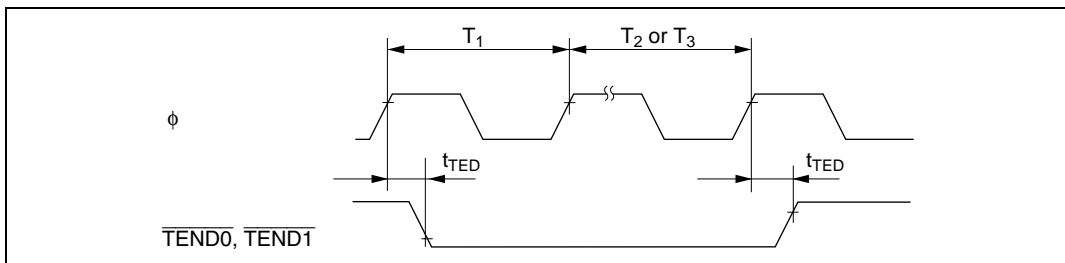 T₁ T₂ or T₃
ϕ
tTED tTED
TEND0, TEND1